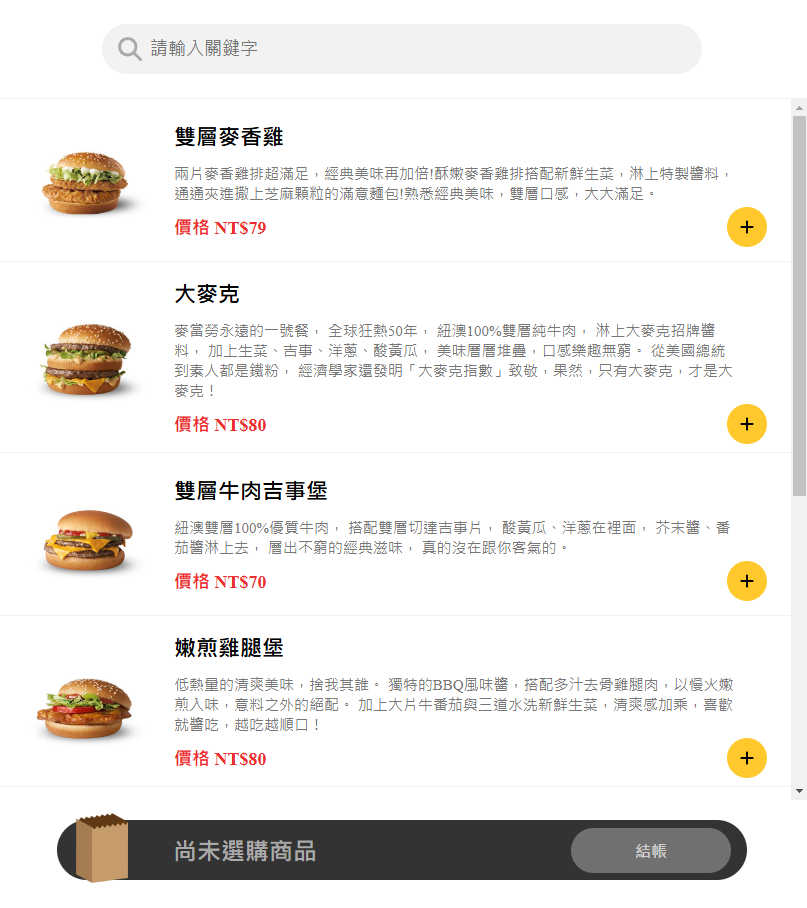 請輸入關鍵字
雙層麥香雞
兩片麥香雞排超滿足，經典美味再加倍!酥嫩麥香雞排搭配新鮮生菜，淋上特製醬料，
通通夾進撒上芝麻顆粒的滿意麵包!熟悉經典美味，雙層口感，大大滿足。
價格 NT$79
大麥克
麥當勞永遠的一號餐， 全球狂熱50年， 紐澳100%雙層純牛肉， 淋上大麥克招牌醬
料， 加上生菜、吉事、洋蔥、酸黃瓜， 美味層層堆疊，口感樂趣無窮。 從美國總統
到素人都是鐵粉， 經濟學家還發明「大麥克指數」致敬，果然，只有大麥克，才是大
麥克！
價格 NT$80
雙層牛肉吉事堡
紐澳雙層100%優質牛肉， 搭配雙層切達吉事片， 酸黃瓜、洋蔥在裡面， 芥末醬、番
茄醬淋上去， 層出不窮的經典滋味， 真的沒在跟你客氣的。
價格 NT$70
嫩煎雞腿堡
低熱量的清爽美味，捨我其誰。 獨特的BBQ風味醬，搭配多汁去骨雞腿肉，以慢火嫩
煎入味，意料之外的絕配。 加上大片牛番茄與三道水洗新鮮生菜，清爽感加乘，喜歡
就醬吃，越吃越順口！
價格 NT$80
尚未選購商品
結帳